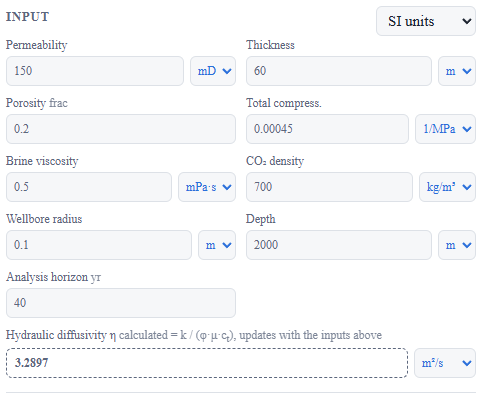 INPUT SI units
Permeability Thickness
150 mD 60 m
Porosity frac Total compress.
0.2 0.00045 1/MPa
Brine viscosity CO₂ density
0.5 mPa·s 700 kg/m³
Wellbore radius Depth
0.1 m 2000 m
Analysis horizon yr
40
Hydraulic diffusivity η calculated = k / (φ·μ·cₜ), updates with the inputs above
3.2897 m²/s